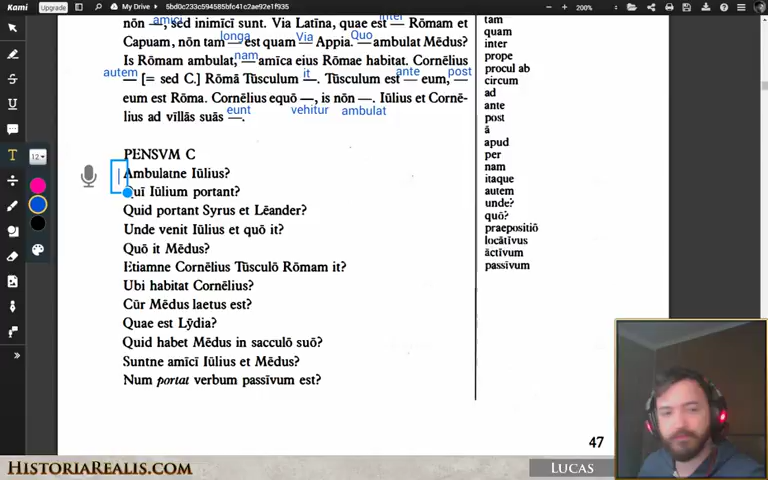 Kami
Upgrade
My Drive
5bd0c233c594585bfc41c2ae925f3935
200%
12
amīcī
inter
nōn —, sed inimīcī sunt. Via Latīna, quae est — Rōmam et
longa
Via
Quo
Capuam, nōn tam — est quam — Appia. — ambulat Mēdus?
nam
Is Rōmam ambulat, — amīca eius Rōmae habitat. Cornēlius
autem
it
ante
post
— [= sed C.] Rōmā Tūsculum —. Tūsculum est — eum, —
eum est Rōma. Cornēlius equō —, is nōn —. Iūlius et Cornē-
eunt
vehitur
ambulat
lius ad vīllās suās —.
PENSVM C
Ambulatne Iūlius?
Quī Iūlium portant?
Quid portant Syrus et Lēander?
Unde venit Iūlius et quō it?
Quō it Mēdus?
Etiamne Cornēlius Tūsculō Rōmam it?
Ubi habitat Cornēlius?
Cūr Mēdus laetus est?
Quae est Lȳdia?
Quid habet Mēdus in sacculō suō?
Suntne amīcī Iūlius et Mēdus?
Num portat verbum passīvum est?
tam
quam
inter
prope
procul ab
circum
ad
ante
post
ā
apud
per
nam
itaque
autem
unde?
quō?
praepositiō
locātīvus
āctīvum
passīvum
47
HISTORIAREALIS.COM
LUCAS